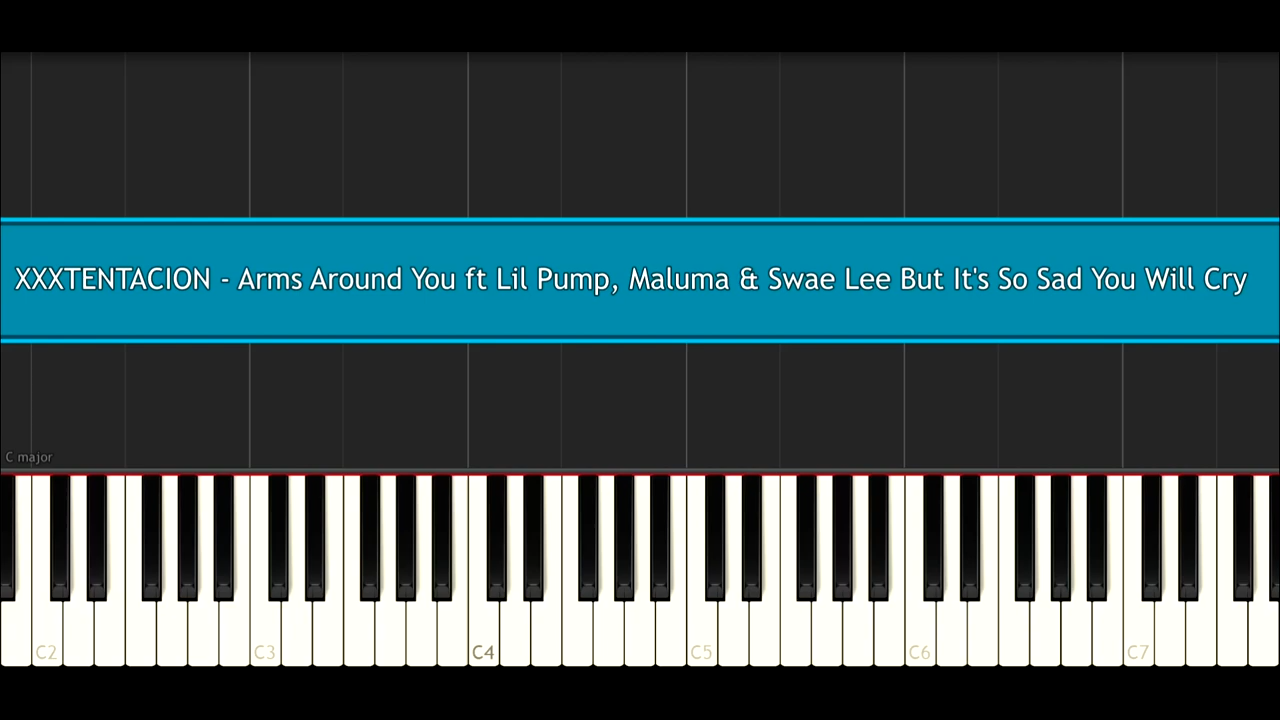 XXXTENTACION - Arms Around You ft Lil Pump, Maluma & Swae Lee But It's So Sad You Will Cry
C major
C2 C3 C4 C5 C6 C7